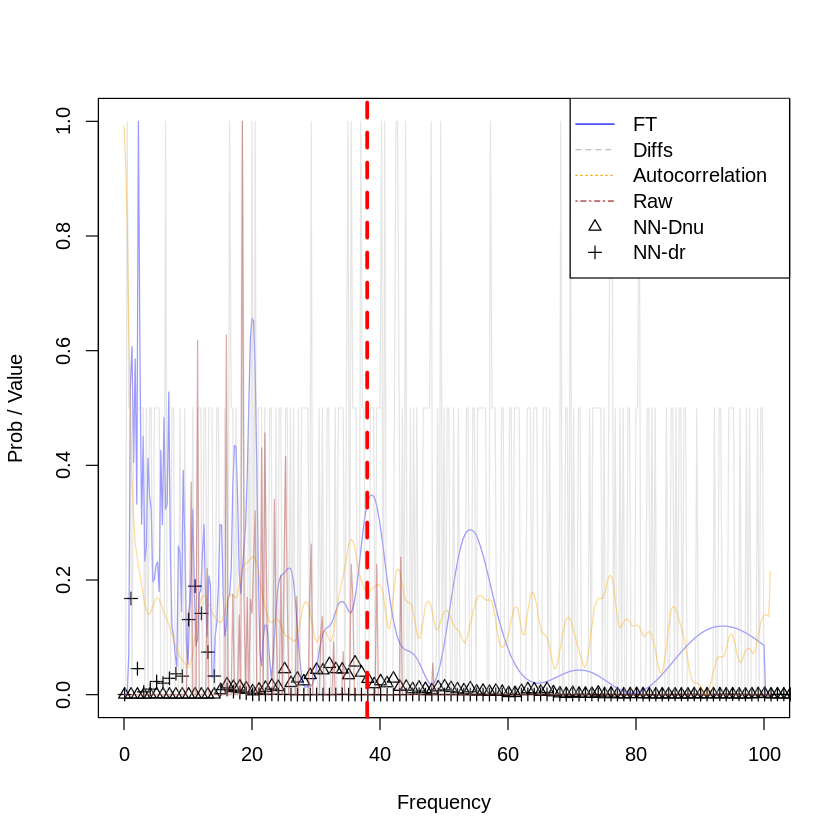 FT
Diffs
Autocorrelation
Raw
NN-Dnu
NN-dr
1.0
0.8
0.6
0.4
0.2
0.0
Prob / Value
0 20 40 60 80 100
Frequency